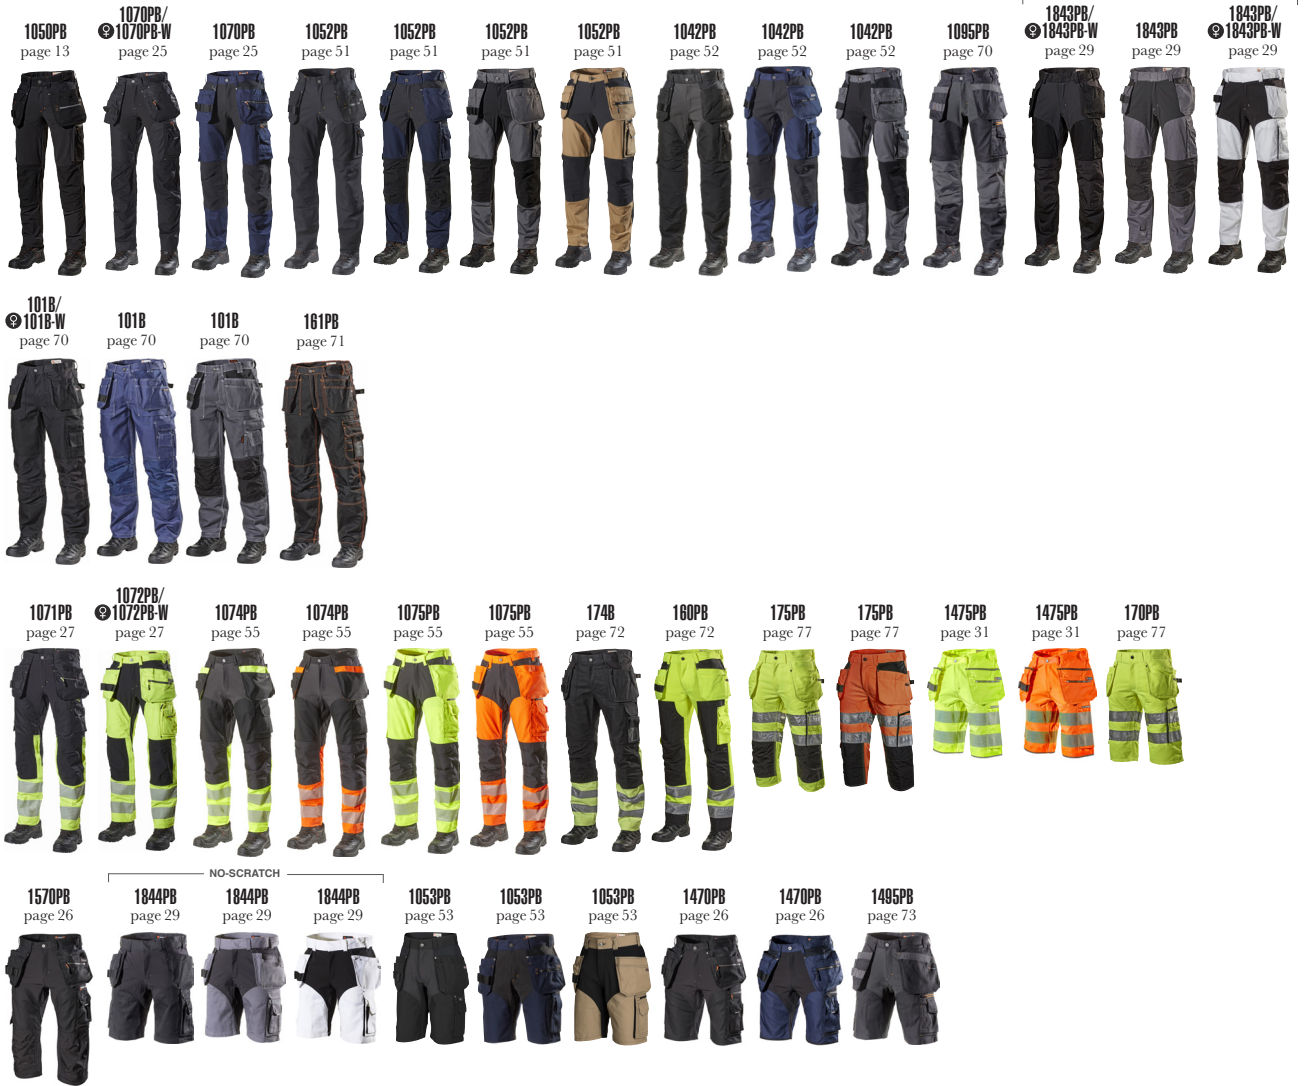 1050PB
page 13
1070PB/
1070PB-W
page 25
1070PB
page 25
1052PB
page 51
1052PB
page 51
1052PB
page 51
1052PB
page 51
1042PB
page 52
1042PB
page 52
1042PB
page 52
1095PB
page 70
1843PB/
1843PB-W
page 29
1843PB
page 29
1843PB/
1843PB-W
page 29
101B/
101B-W
page 70
101B
page 70
101B
page 70
161PB
page 71
1071PB
page 27
1072PB/
1072PB-W
page 27
1074PB
page 55
1074PB
page 55
1075PB
page 55
1075PB
page 55
174B
page 72
160PB
page 72
175PB
page 77
175PB
page 77
1475PB
page 31
1475PB
page 31
170PB
page 77
NO-SCRATCH
1570PB
page 26
1844PB
page 29
1844PB
page 29
1844PB
page 29
1053PB
page 53
1053PB
page 53
1053PB
page 53
1470PB
page 26
1470PB
page 26
1495PB
page 73